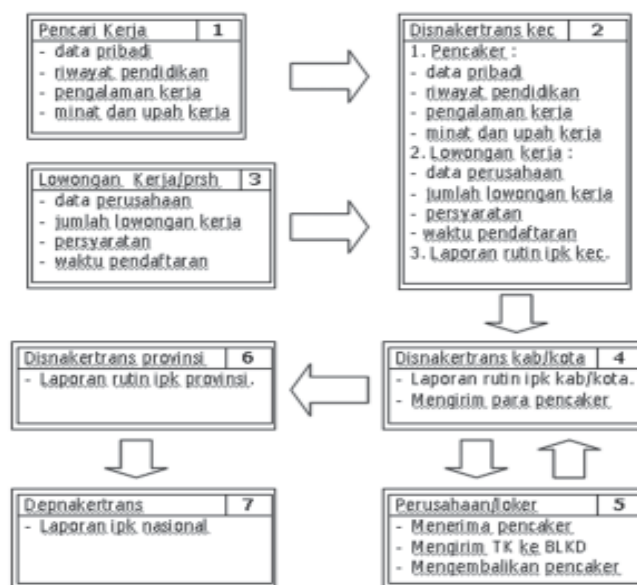 Pencari Kerja 1
- data pribadi
- riwayat pendidikan
- pengalaman kerja
- minat dan upah kerja
Disnakertrans kec 2
1. Pencaker :
- data pribadi
- riwayat pendidikan
- pengalaman kerja
- minat dan upah kerja
2. Lowongan kerja :
- data perusahaan
- jumlah lowongan kerja
- persyaratan
- waktu pendaftaran
3. Laporan rutin ipk kec.
Lowongan Kerja/prsh 3
- data perusahaan
- jumlah lowongan kerja
- persyaratan
- waktu pendaftaran
Disnakertrans provinsi 6
- Laporan rutin ipk provinsi.
Disnakertrans kab/kota 4
- Laporan rutin ipk kab/kota.
- Mengirim para pencaker
Depnakertrans 7
- Laporan ipk nasional
Perusahaan/loker 5
- Menerima pencaker
- Mengirim TK ke BLKD
- Mengembalikan pencaker